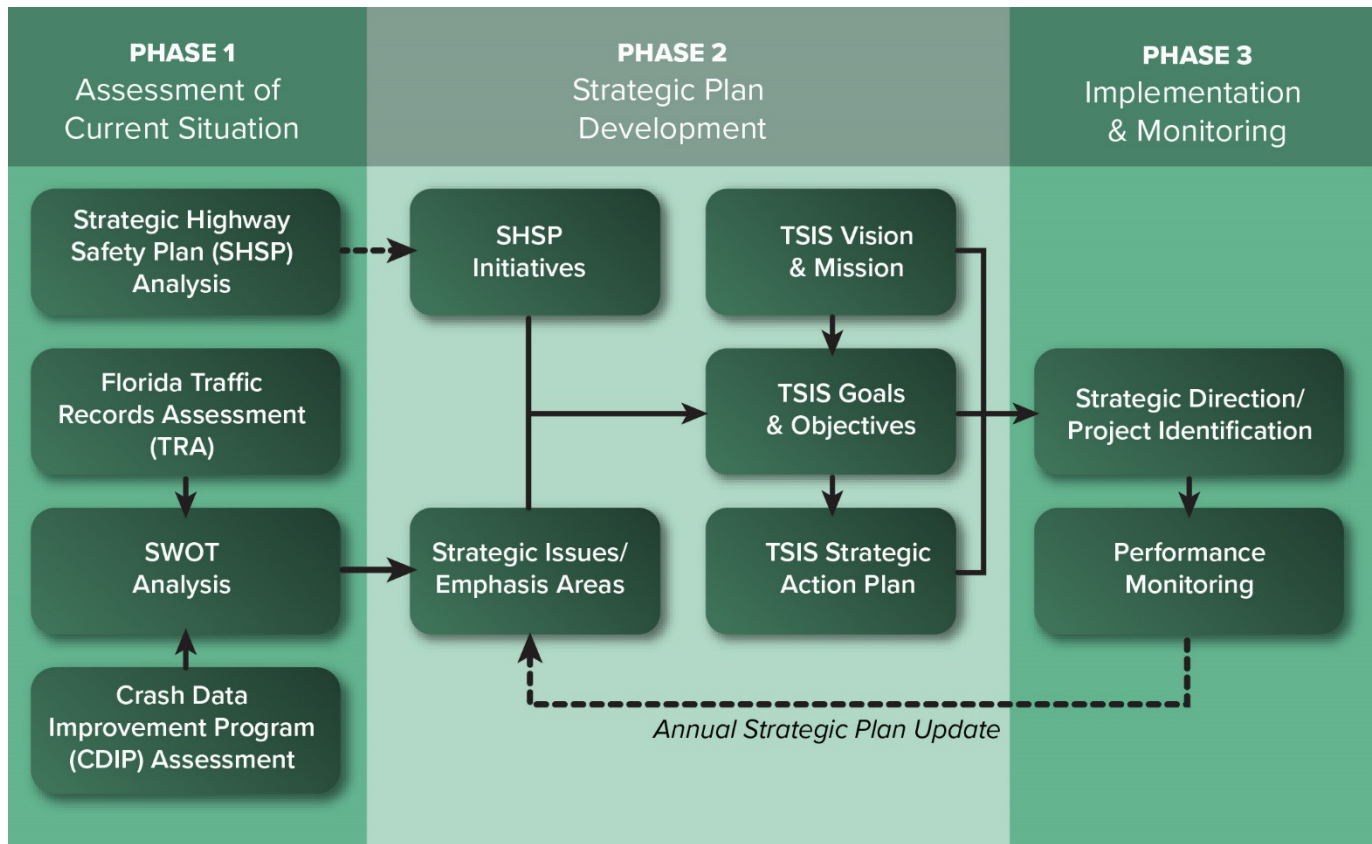 PHASE 1
Assessment of
Current Situation
PHASE 2
Strategic Plan
Development
PHASE 3
Implementation
& Monitoring
Strategic Highway
Safety Plan (SHSP)
Analysis
Florida Traffic
Records Assessment
(TRA)
SWOT
Analysis
Crash Data
Improvement Program
(CDIP) Assessment
SHSP
Initiatives
Strategic Issues/
Emphasis Areas
TSIS Vision
& Mission
TSIS Goals
& Objectives
TSIS Strategic
Action Plan
Strategic Direction/
Project Identification
Performance
Monitoring
Annual Strategic Plan Update